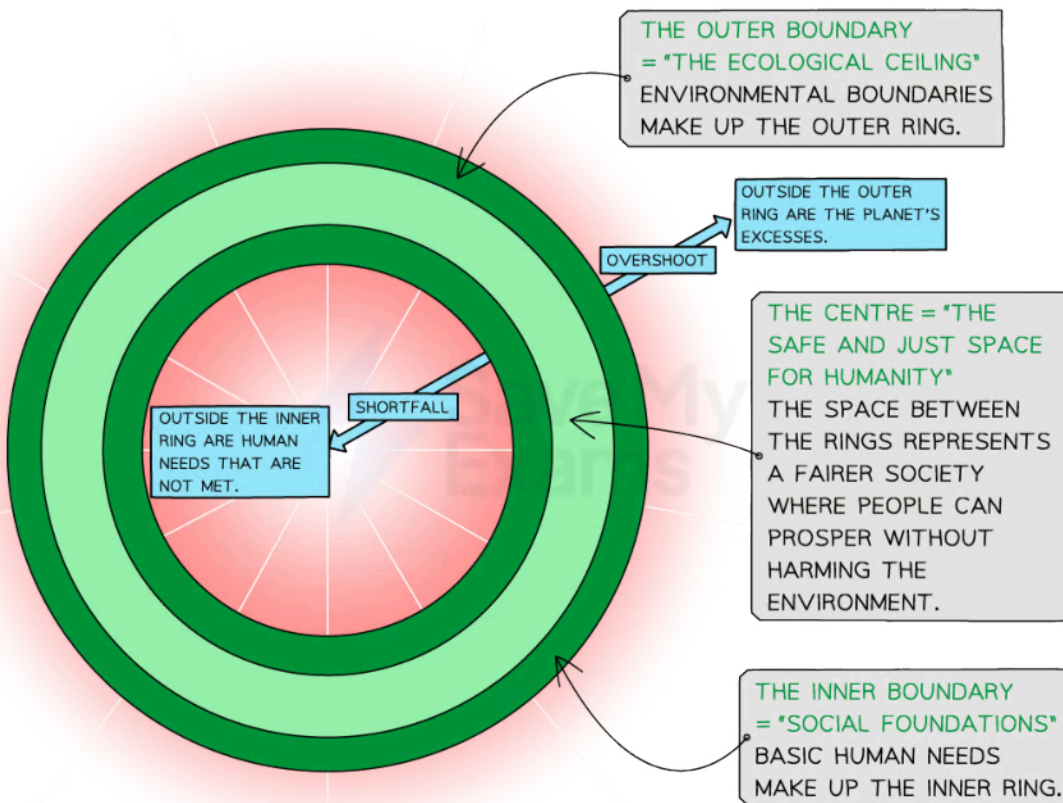 THE OUTER BOUNDARY
= "THE ECOLOGICAL CEILING"
ENVIRONMENTAL BOUNDARIES
MAKE UP THE OUTER RING.
OUTSIDE THE OUTER
RING ARE THE PLANET'S
EXCESSES.
OVERSHOOT
THE CENTRE = "THE
SAFE AND JUST SPACE
FOR HUMANITY"
THE SPACE BETWEEN
THE RINGS REPRESENTS
A FAIRER SOCIETY
WHERE PEOPLE CAN
PROSPER WITHOUT
HARMING THE
ENVIRONMENT.
SHORTFALL
OUTSIDE THE INNER
RING ARE HUMAN
NEEDS THAT ARE
NOT MET.
Save My
Exams
THE INNER BOUNDARY
= "SOCIAL FOUNDATIONS"
BASIC HUMAN NEEDS
MAKE UP THE INNER RING.